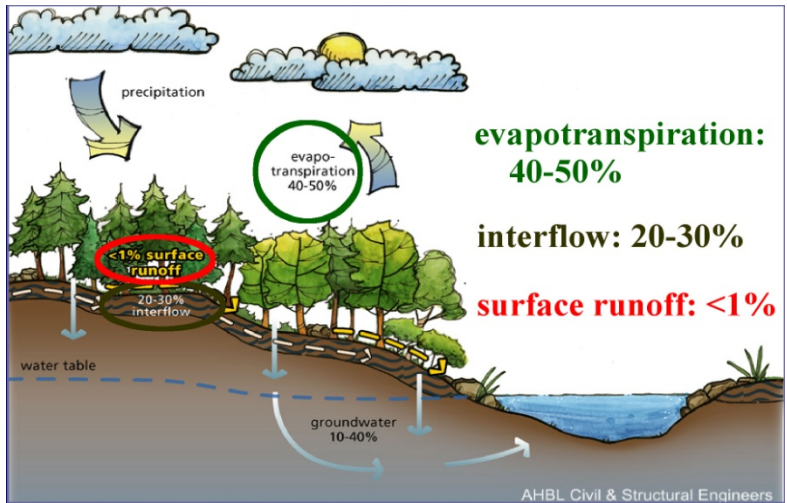 precipitation
evapo-
transpiration
40-50%
evapotranspiration:
40-50%
interflow: 20-30%
surface runoff: <1%
<1% surface
runoff
20-30%
interflow
water table
groundwater
10-40%
AHBL Civil & Structural Engineers